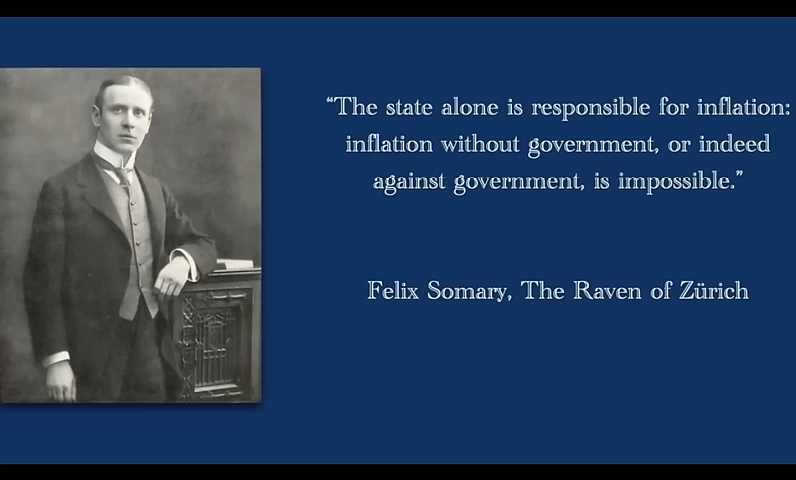 “The state alone is responsible for inflation:
inflation without government, or indeed
against government, is impossible.”
Felix Somary, The Raven of Zürich